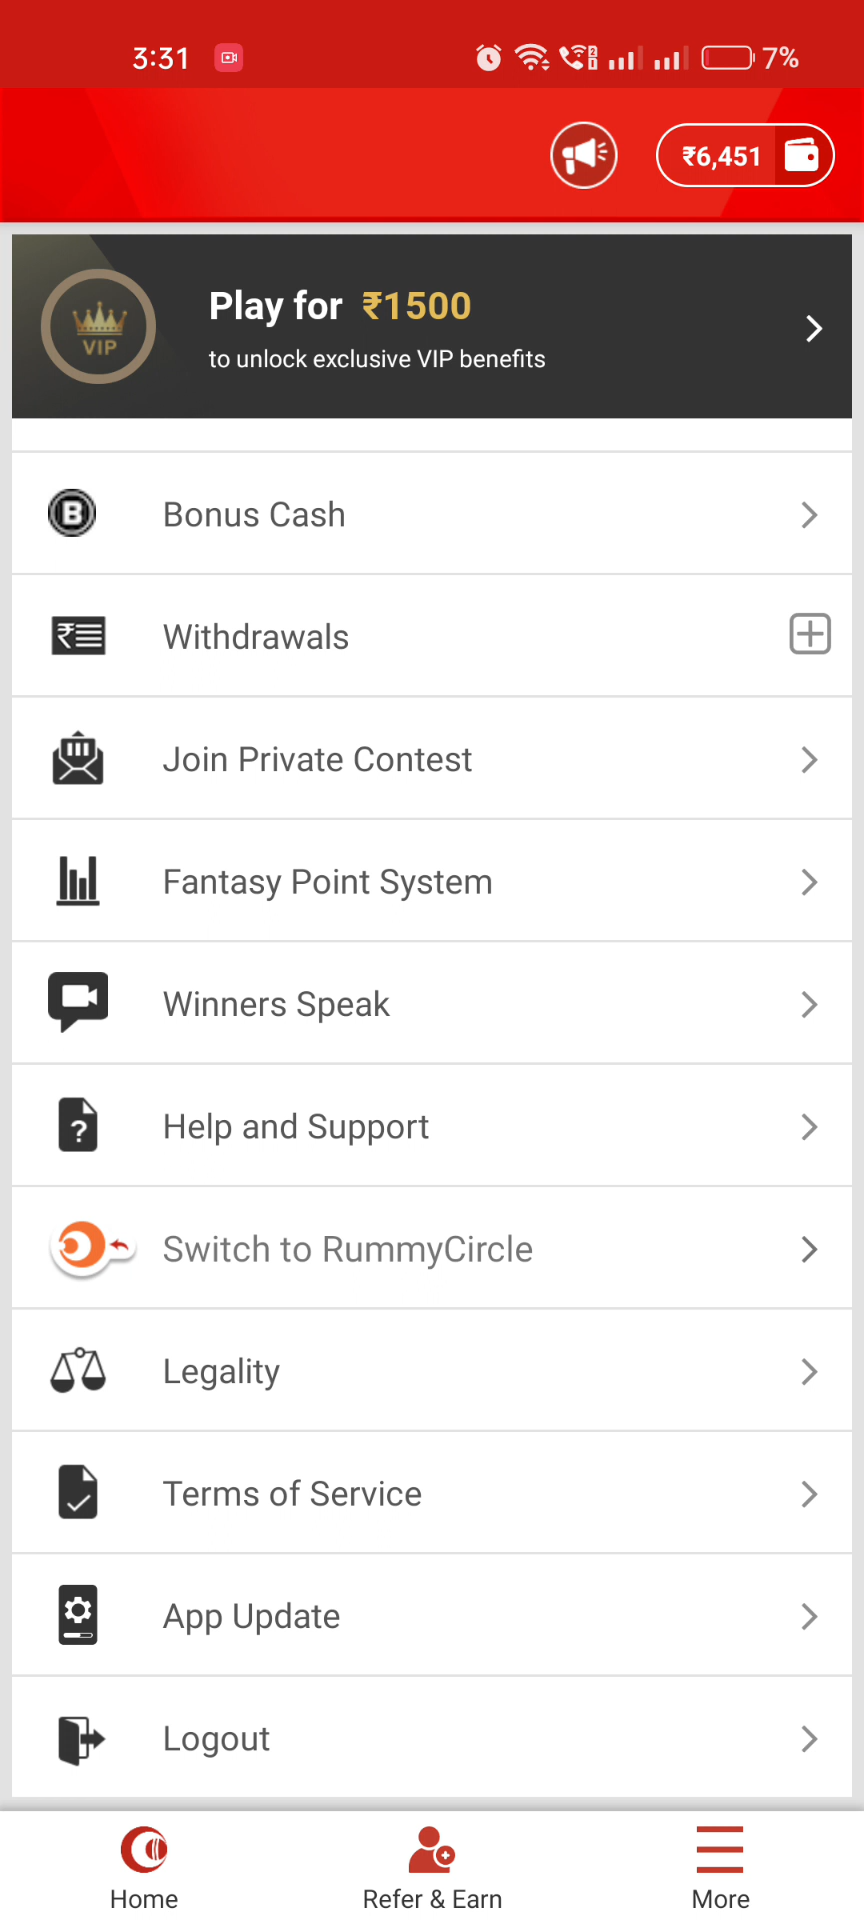 3:31
7%
₹6,451
VIP
Play for ₹1500
to unlock exclusive VIP benefits
B
Bonus Cash
₹
Withdrawals
Join Private Contest
Fantasy Point System
Winners Speak
?
Help and Support
Switch to RummyCircle
Legality
Terms of Service
App Update
Logout
Home
Refer & Earn
More